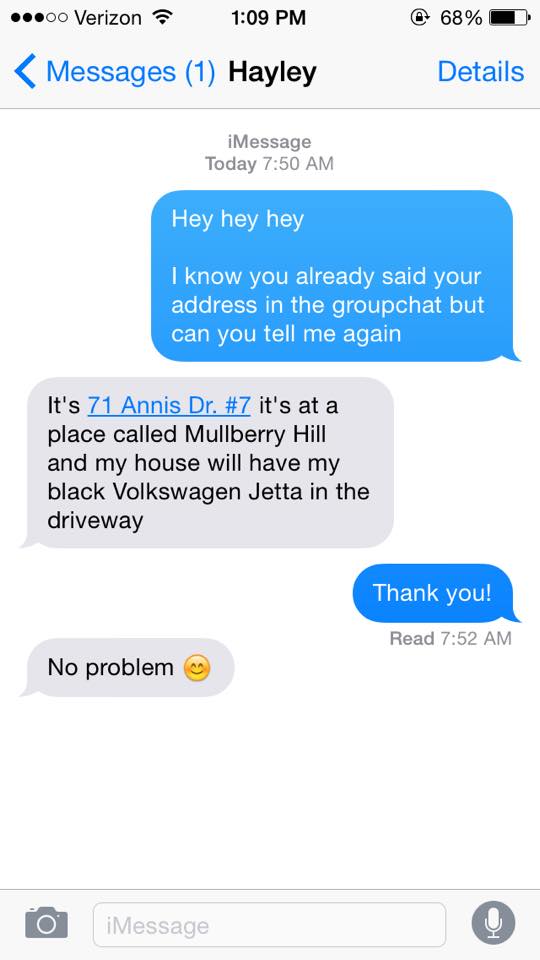 Verizon 1:09 PM 68%
Messages (1) Hayley Details
iMessage
Today 7:50 AM
Hey hey hey
I know you already said your
address in the groupchat but
can you tell me again
It's 71 Annis Dr. #7 it's at a
place called Mullberry Hill
and my house will have my
black Volkswagen Jetta in the
driveway
Thank you!
Read 7:52 AM
No problem 😊
iMessage